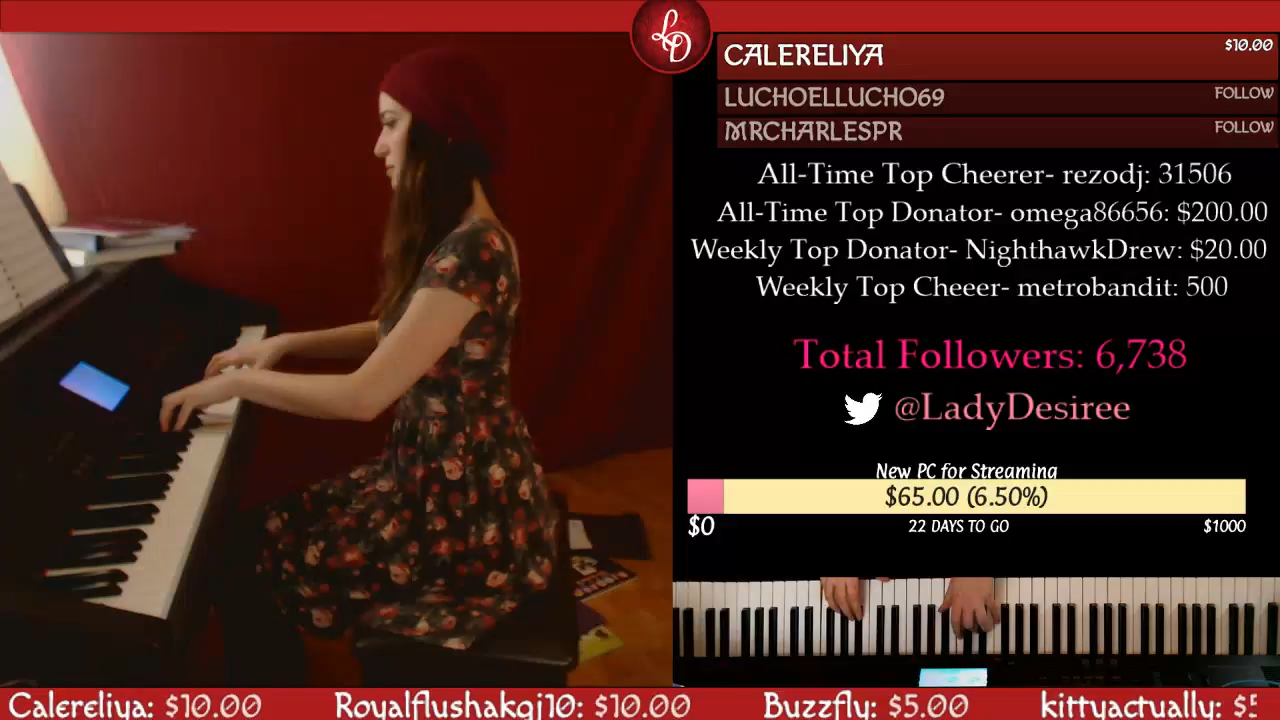 LD
CALERELIYA $10.00
LUCHOELLUCHO69 FOLLOW
MRCHARLESPR FOLLOW
All-Time Top Cheerer- rezodj: 31506
All-Time Top Donator- omega86656: $200.00
Weekly Top Donator- NighthawkDrew: $20.00
Weekly Top Cheeer- metrobandit: 500
Total Followers: 6,738
@LadyDesiree
New PC for Streaming
$65.00 (6.50%)
$0 22 DAYS TO GO $1000
Calereliya: $10.00 Royalflushakqj10: $10.00 Buzzfly: $5.00 kittyactually: $5